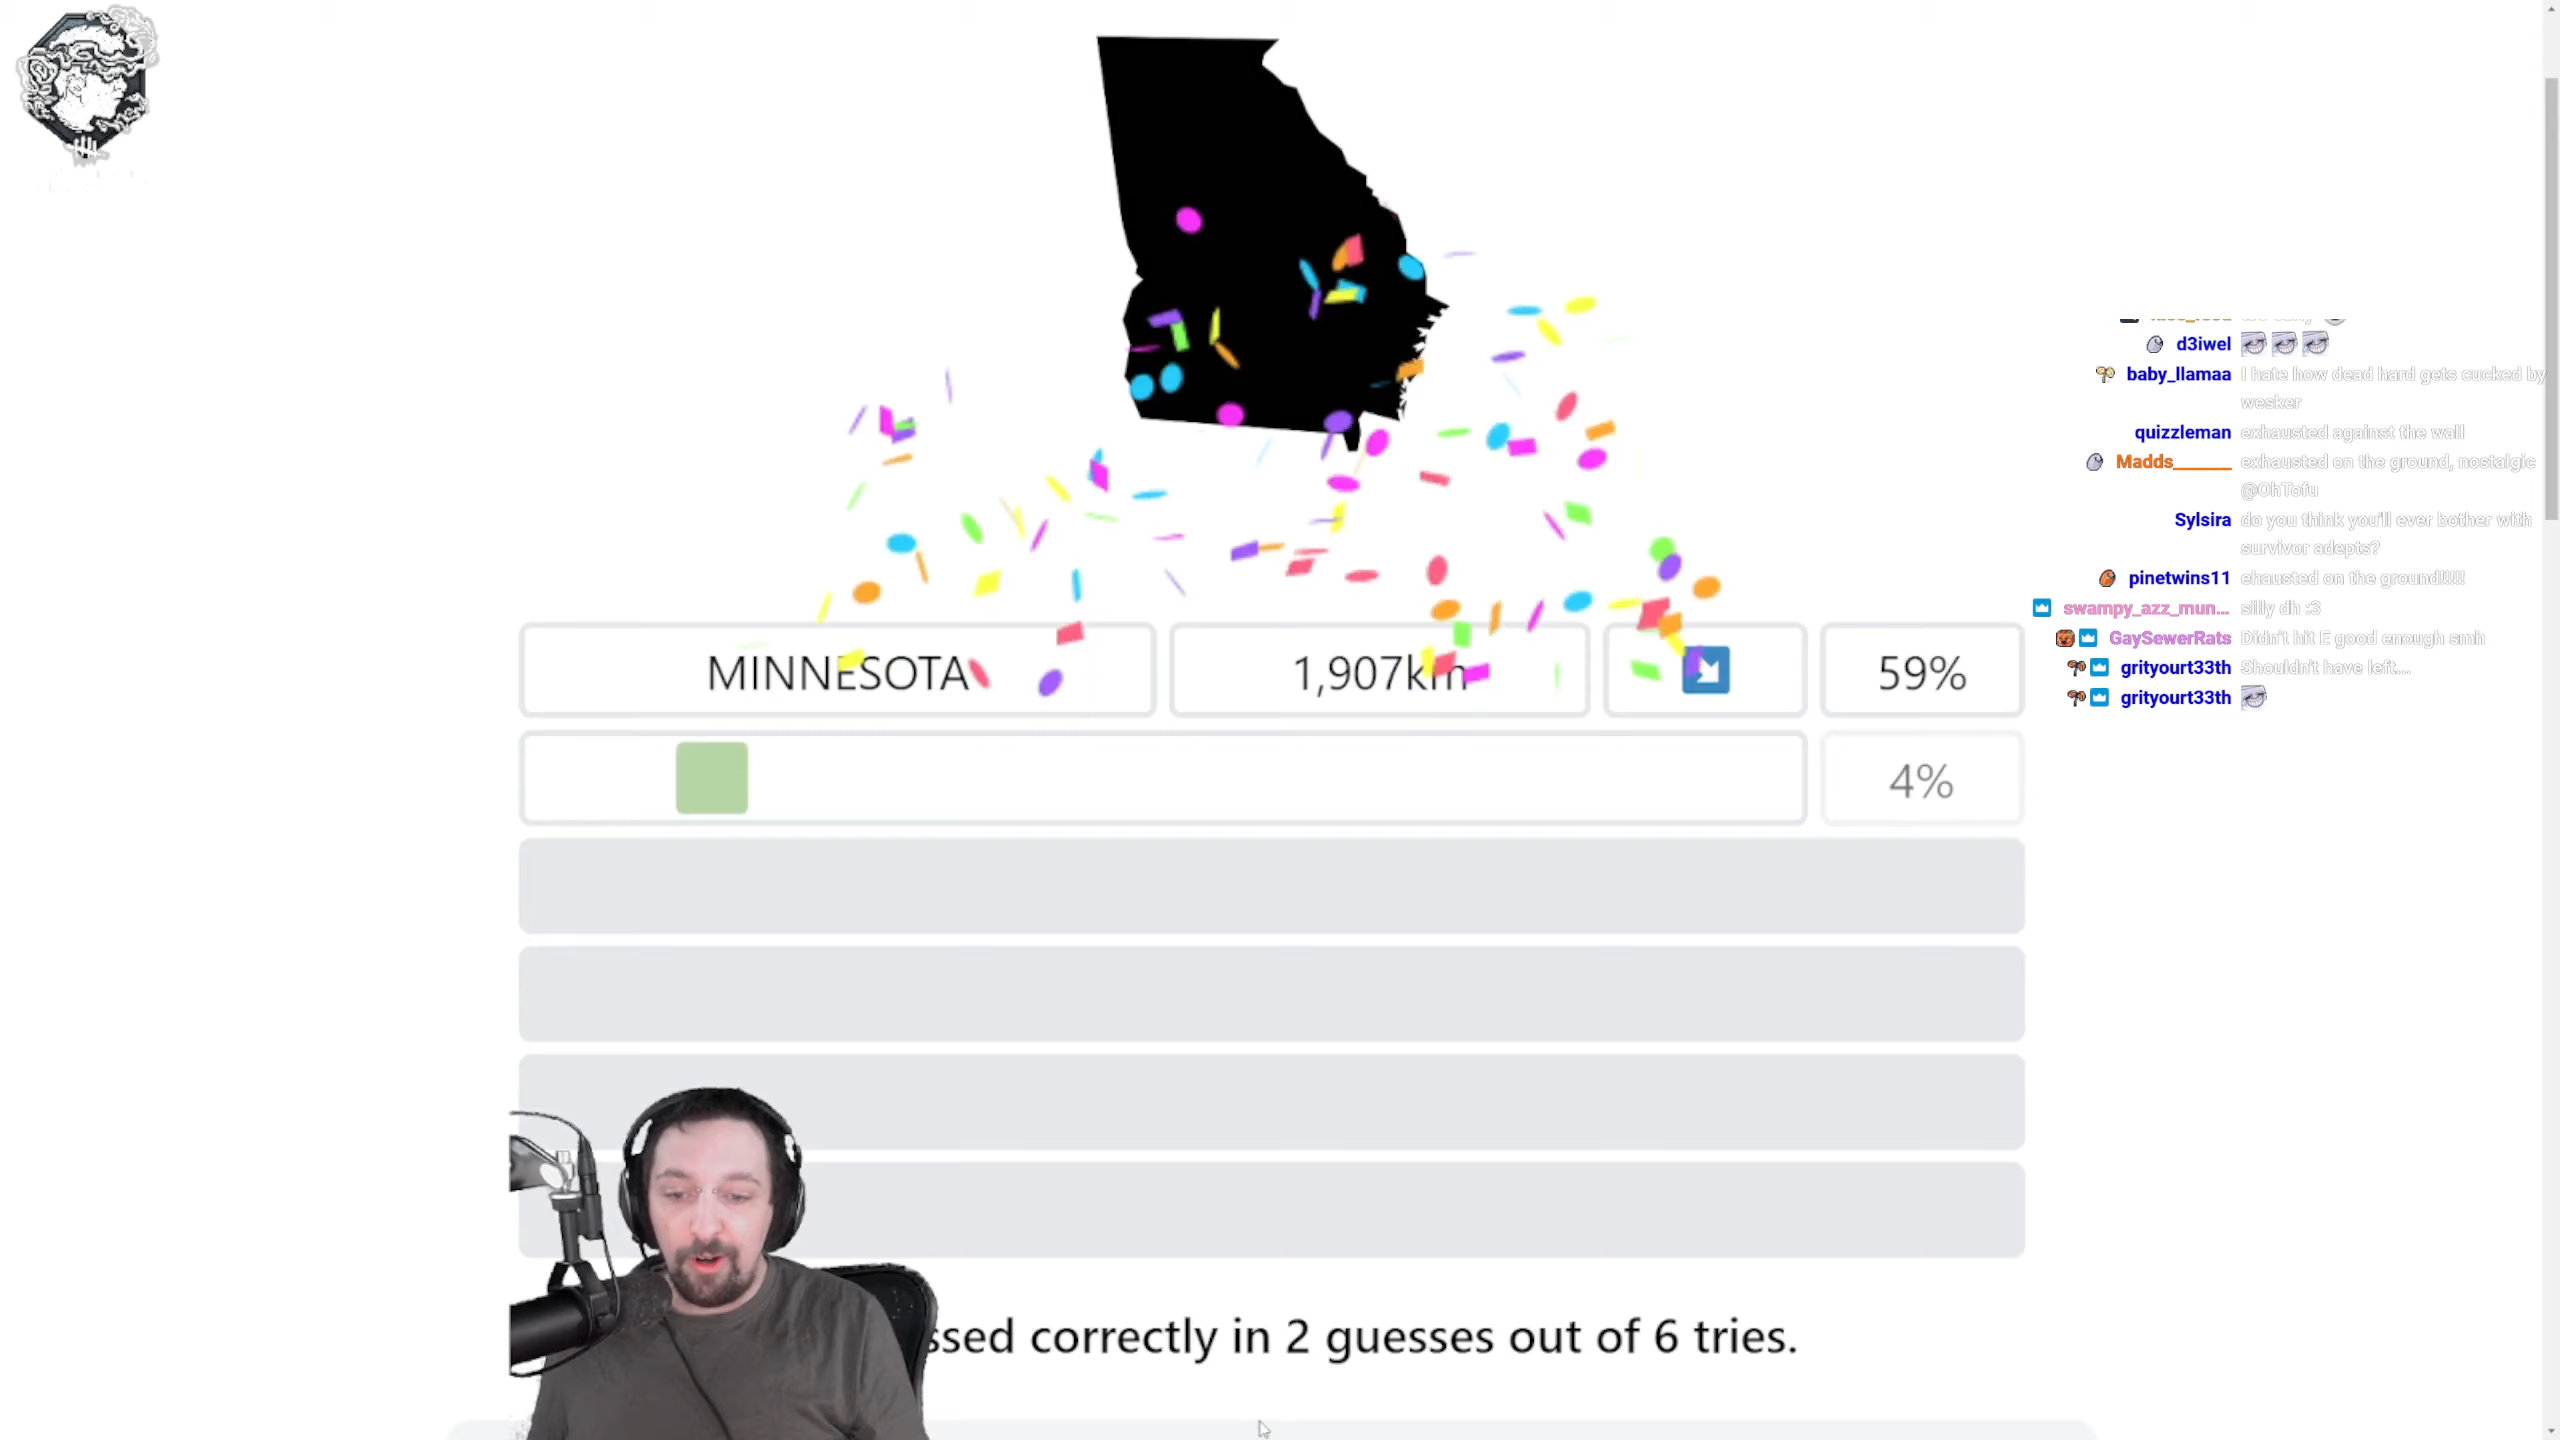 MINNESOTA
1,907km
59%
4%
ssed correctly in 2 guesses out of 6 tries.
d3iwel
baby_llamaa I hate how dead hard gets cucked by
wesker
quizzleman exhausted against the wall
Madds______ exhausted on the ground, nostalgic
@OhTofu
Sylsira do you think you'll ever bother with
survivor adepts?
pinetwins11 ehausted on the ground!!!!!
swampy_azz_mun... silly dh :3
GaySewerRats Didn't hit E good enough smh
grityourt33th Shouldn't have left...
grityourt33th